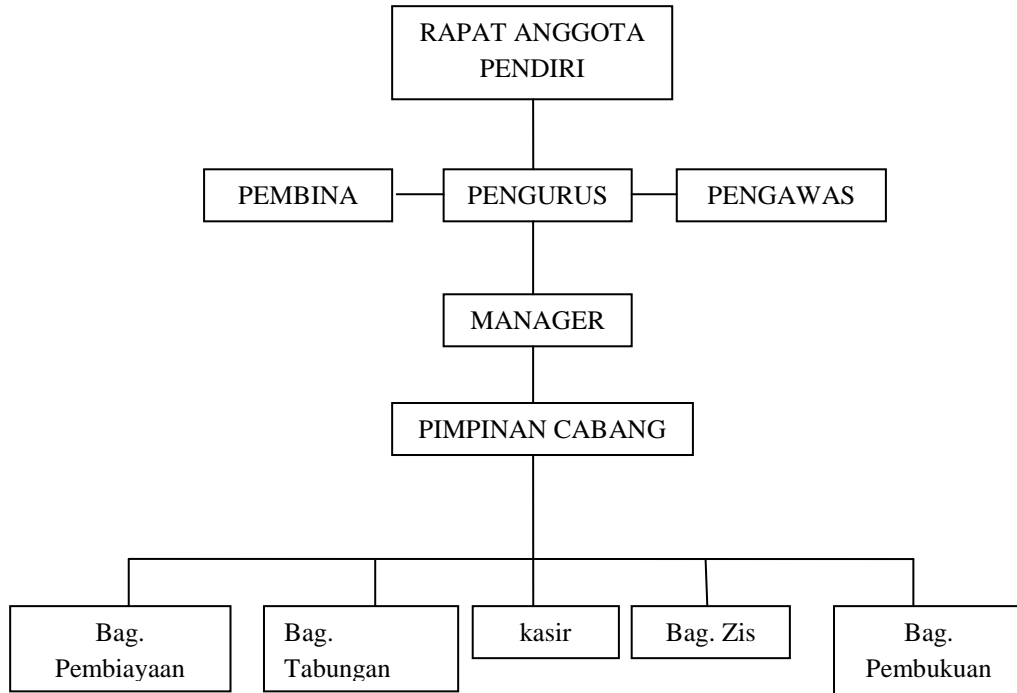 RAPAT ANGGOTA
PENDIRI
PEMBINA
PENGURUS
PENGAWAS
MANAGER
PIMPINAN CABANG
Bag.
Pembiayaan
Bag.
Tabungan
kasir
Bag. Zis
Bag.
Pembukuan